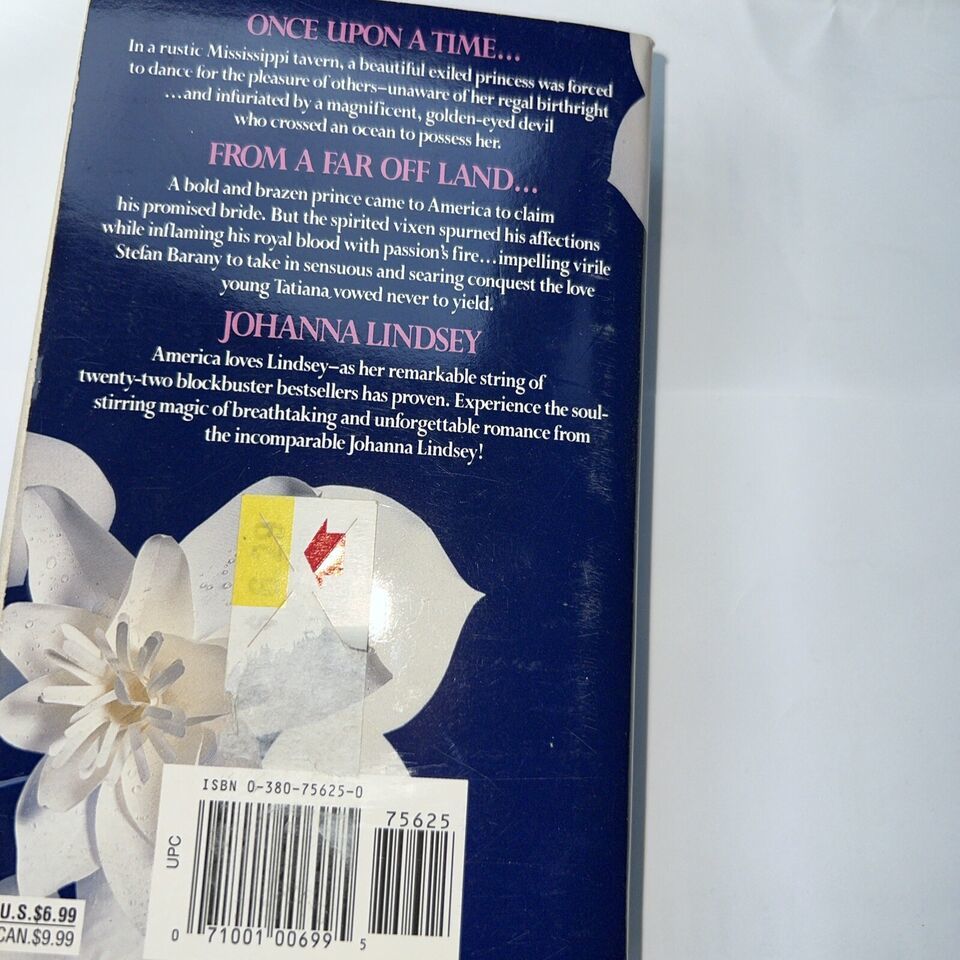 ONCE UPON A TIME...
In a rustic Mississippi tavern, a beautiful exiled princess was forced
to dance for the pleasure of others—unaware of her regal birthright
...and infuriated by a magnificent, golden-eyed devil
who crossed an ocean to possess her.
FROM A FAR OFF LAND...
A bold and brazen prince came to America to claim
his promised bride. But the spirited vixen spurned his affections
while inflaming his royal blood with passion's fire...impelling virile
Stefan Barany to take in sensuous and searing conquest the love
young Tatiana vowed never to yield.
JOHANNA LINDSEY
America loves Lindsey—as her remarkable string of
twenty-two blockbuster bestsellers has proven. Experience the soul-
stirring magic of breathtaking and unforgettable romance from
the incomparable Johanna Lindsey!
ISBN 0-380-75625-0
75625
UPC
0 71001 00699 5
U.S.$6.99
CAN.$9.99